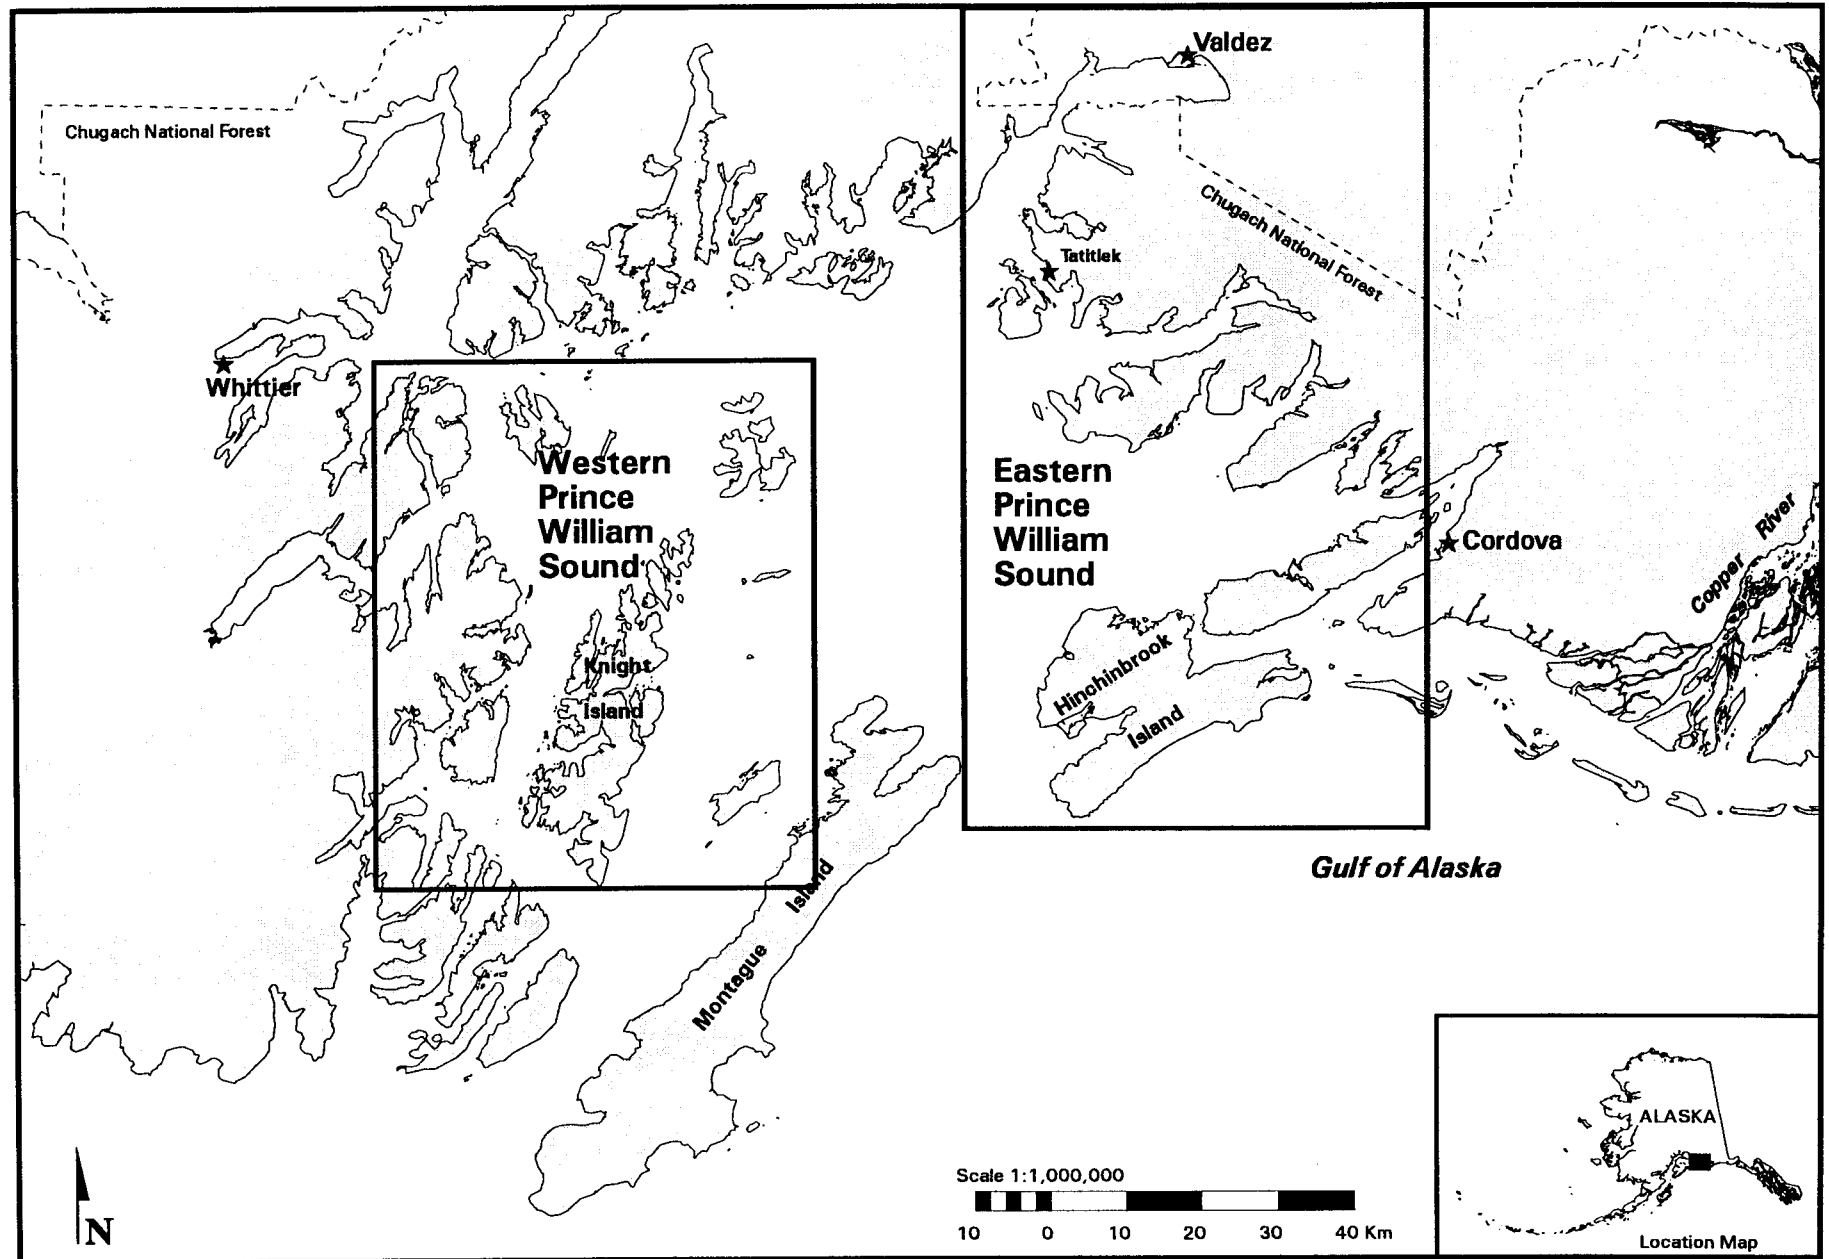 Valdez
Chugach National Forest
Chugach National Forest
Tatitlek
Whittier
Western
Prince
William
Sound
Eastern
Prince
William
Sound
Cordova
Copper River
Knight
Island
Hinchinbrook
Island
Gulf of Alaska
Montague Island
ALASKA
Location Map
Scale 1:1,000,000
10 0 10 20 30 40 Km
N